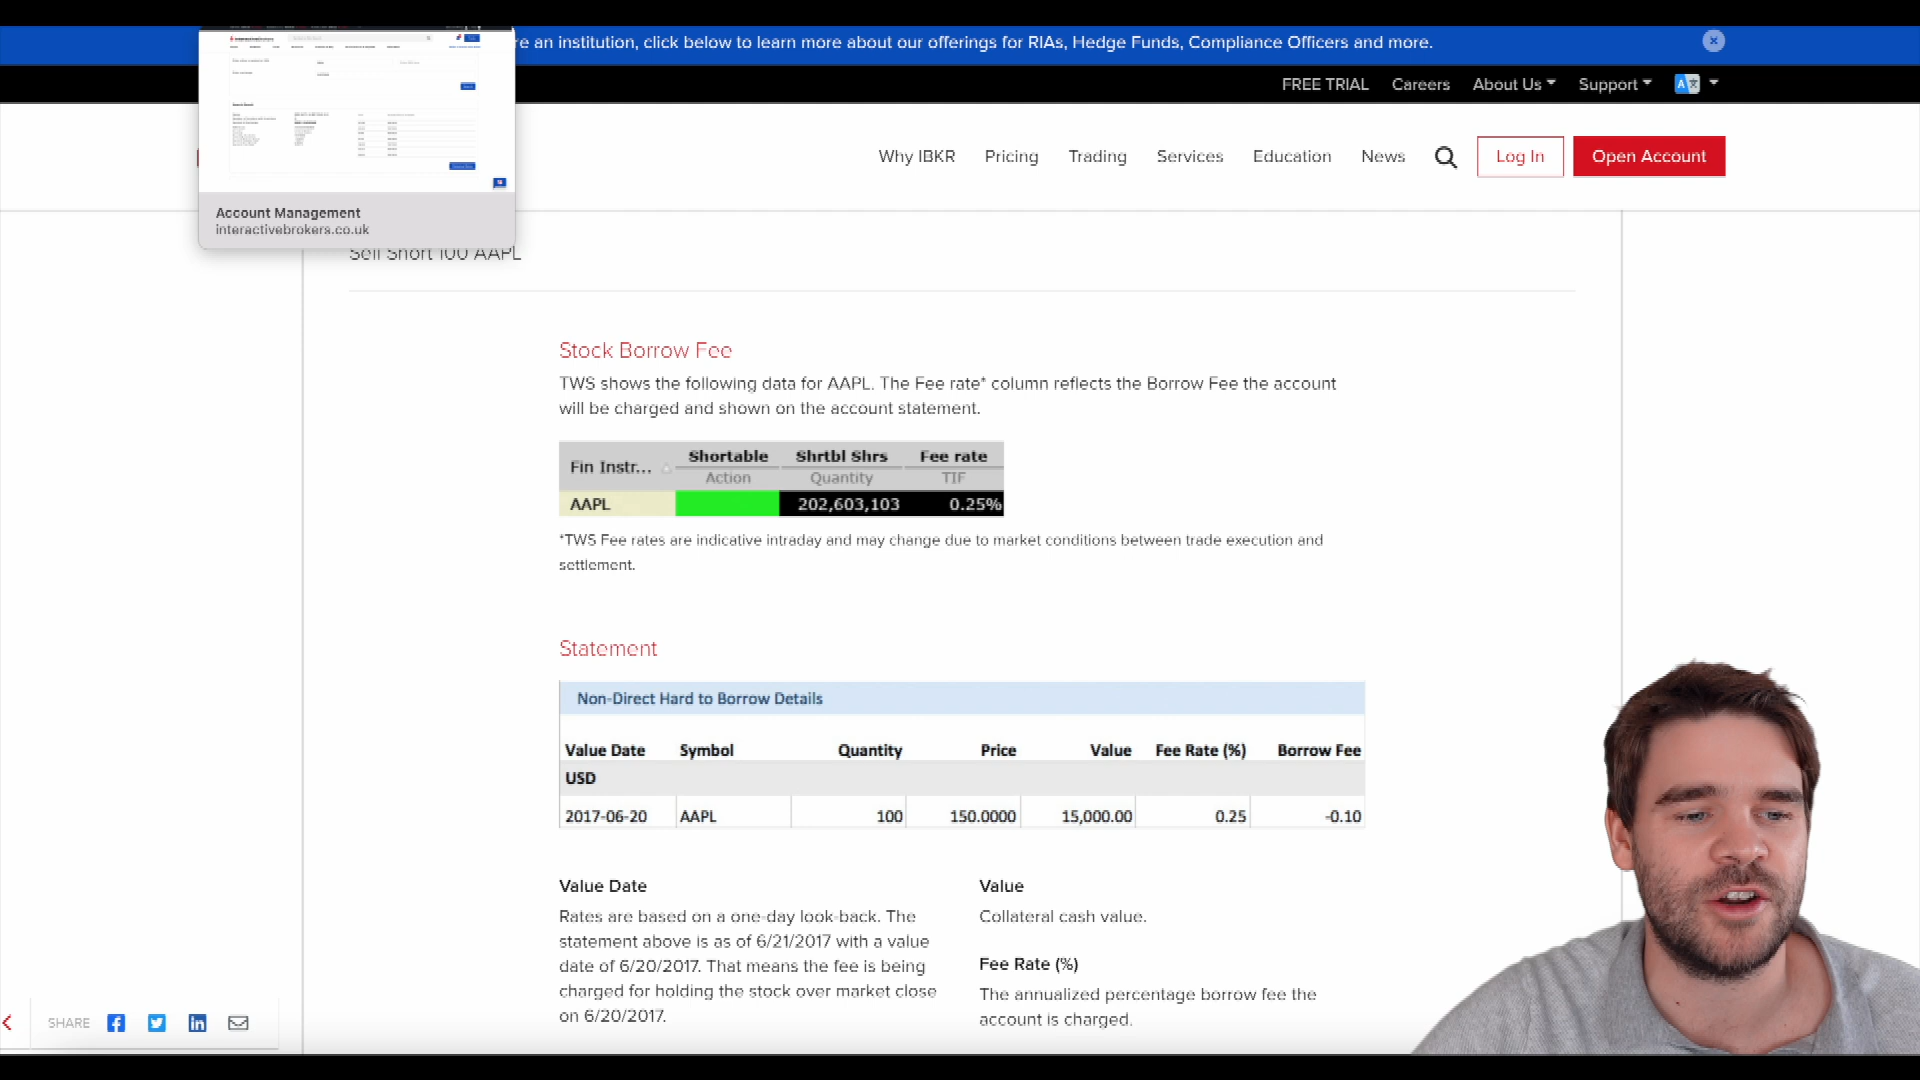 re an institution, click below to learn more about our offerings for RIAs, Hedge Funds, Compliance Officers and more.
FREE TRIAL Careers About Us Support
Why IBKR Pricing Trading Services Education News Log In Open Account
Account Management
interactivebrokers.co.uk
Sell Short 100 AAPL
Stock Borrow Fee
TWS shows the following data for AAPL. The Fee rate* column reflects the Borrow Fee the account
will be charged and shown on the account statement.
Fin Instr... Shortable Shrtbl Shrs Fee rate
Action Quantity TIF
AAPL 202,603,103 0.25%
*TWS Fee rates are indicative intraday and may change due to market conditions between trade execution and
settlement.
Statement
Non-Direct Hard to Borrow Details
Value Date Symbol Quantity Price Value Fee Rate (%) Borrow Fee
USD
2017-06-20 AAPL 100 150.0000 15,000.00 0.25 -0.10
Value Date
Rates are based on a one-day look-back. The
statement above is as of 6/21/2017 with a value
date of 6/20/2017. That means the fee is being
charged for holding the stock over market close
on 6/20/2017.
Value
Collateral cash value.
Fee Rate (%)
The annualized percentage borrow fee the
account is charged.
SHARE